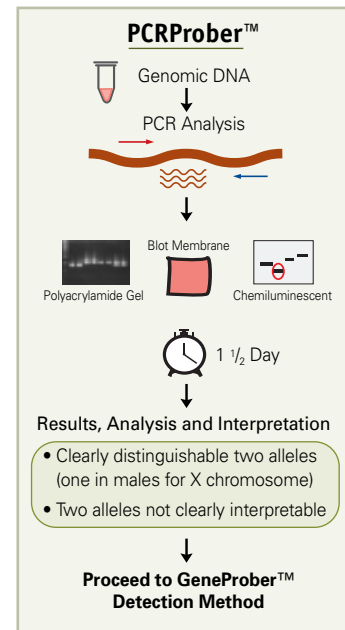 PCRProber™
Genomic DNA
PCR Analysis
Blot Membrane
Polyacrylamide Gel
Chemiluminescent
1 1/2 Day
Results, Analysis and Interpretation
• Clearly distinguishable two alleles
(one in males for X chromosome)
• Two alleles not clearly interpretable
Proceed to GeneProber™
Detection Method